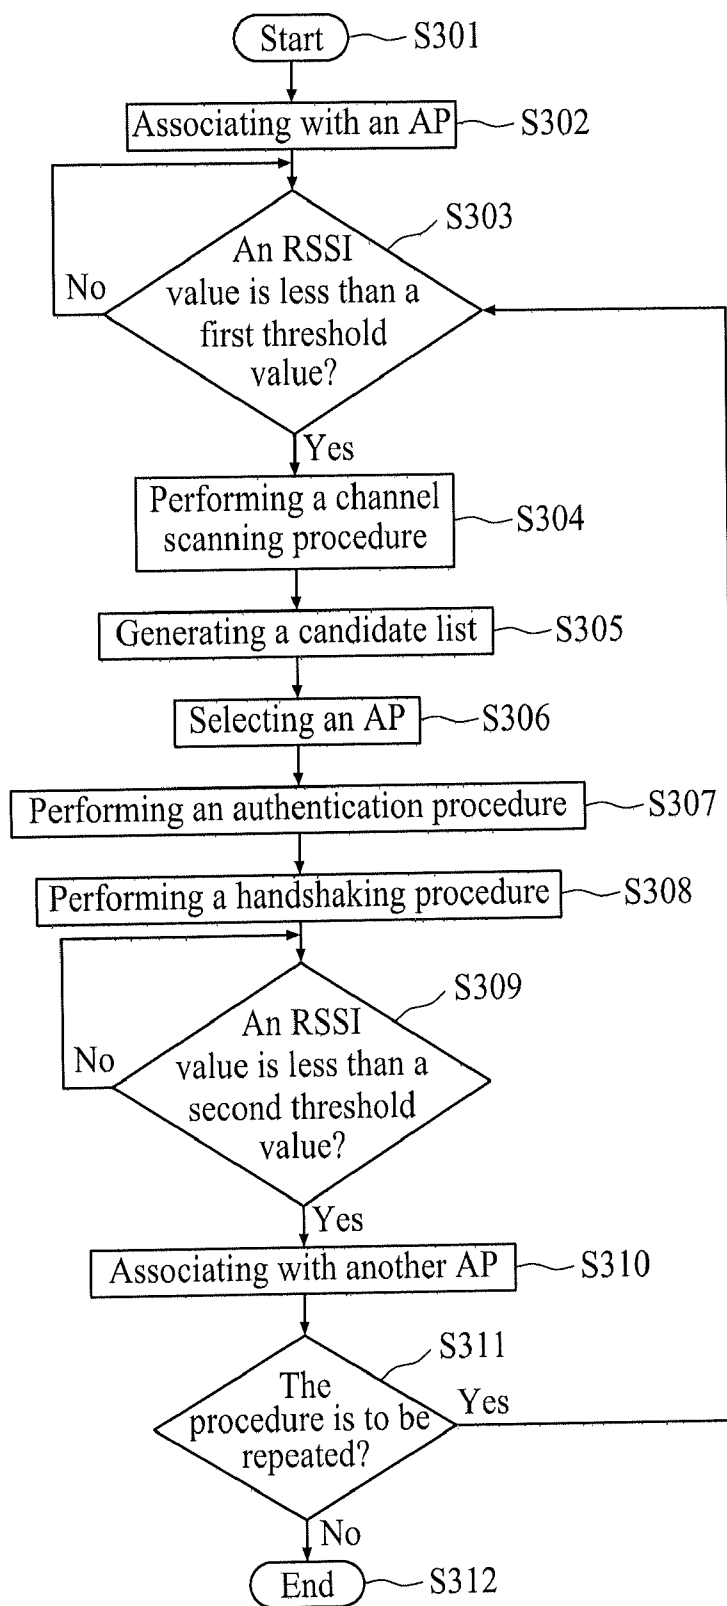 Start
S301
Associating with an AP
S302
S303
An RSSI
value is less than a
first threshold
value?
No
Yes
Performing a channel
scanning procedure
S304
Generating a candidate list
S305
Selecting an AP
S306
Performing an authentication procedure
S307
Performing a handshaking procedure
S308
S309
An RSSI
value is less than a
second threshold
value?
No
Yes
Associating with another AP
S310
S311
The
procedure is to be
repeated?
Yes
No
End
S312